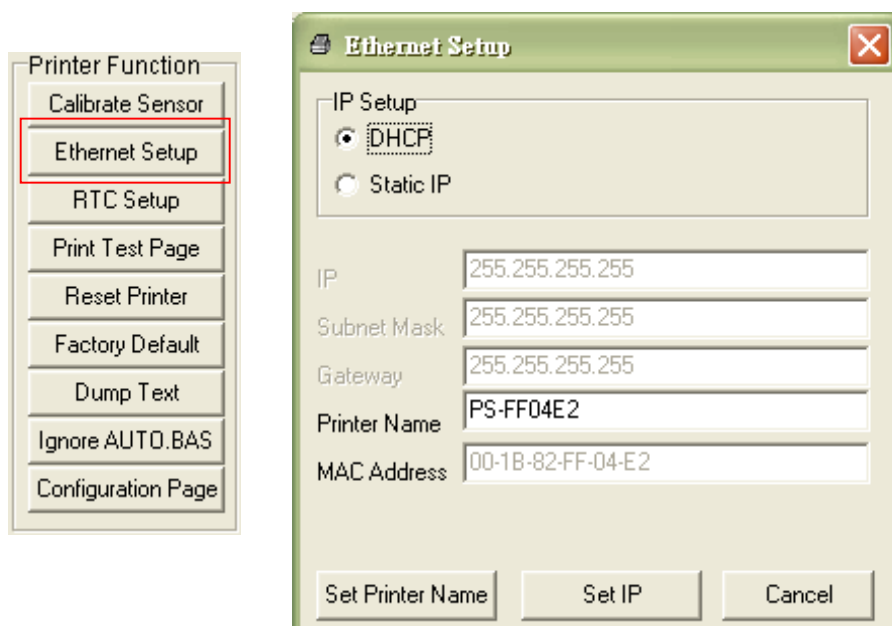 Printer Function
Calibrate Sensor
Ethernet Setup
RTC Setup
Print Test Page
Reset Printer
Factory Default
Dump Text
Ignore AUTO.BAS
Configuration Page
Ethernet Setup
IP Setup
DHCP
Static IP
IP 255.255.255.255
Subnet Mask 255.255.255.255
Gateway 255.255.255.255
Printer Name PS-FF04E2
MAC Address 00-1B-82-FF-04-E2
Set Printer Name Set IP Cancel